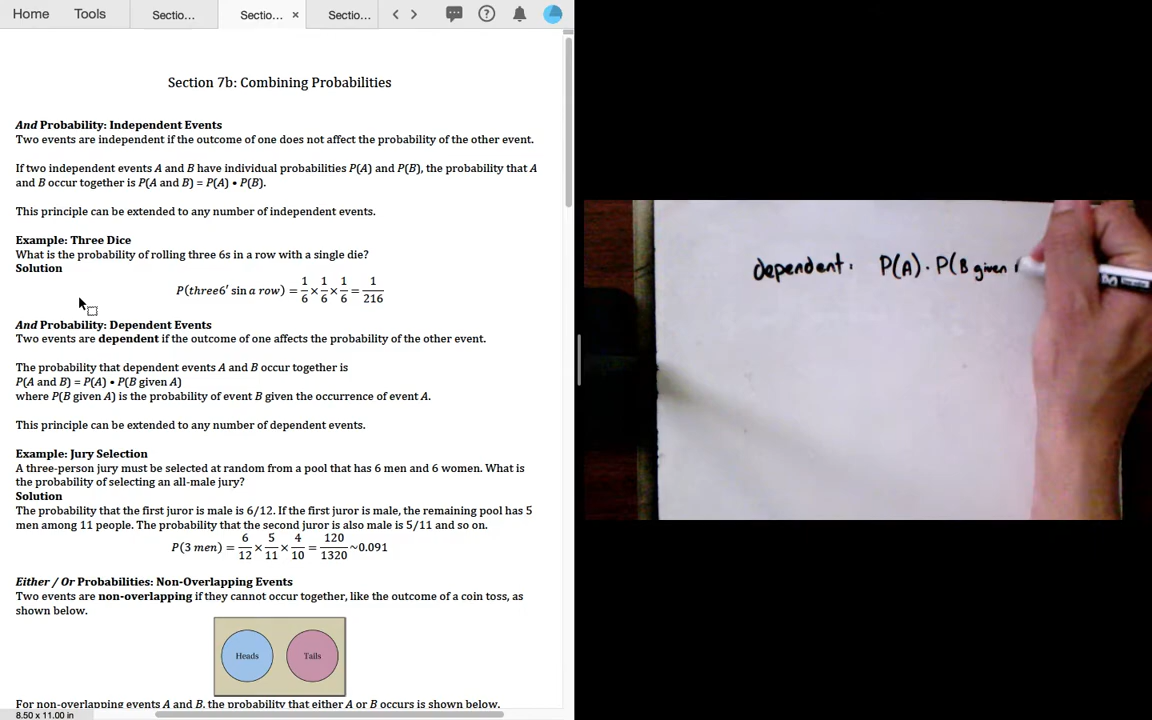 Home Tools Sectio... Sectio... × Sectio...
Section 7b: Combining Probabilities
And Probability: Independent Events
Two events are independent if the outcome of one does not affect the probability of the other event.
If two independent events A and B have individual probabilities P(A) and P(B), the probability that A
and B occur together is P(A and B) = P(A) • P(B).
This principle can be extended to any number of independent events.
Example: Three Dice
What is the probability of rolling three 6s in a row with a single die?
Solution
P(three6' sin a row) = 1/6 × 1/6 × 1/6 = 1/216
And Probability: Dependent Events
Two events are dependent if the outcome of one affects the probability of the other event.
The probability that dependent events A and B occur together is
P(A and B) = P(A) • P(B given A)
where P(B given A) is the probability of event B given the occurrence of event A.
This principle can be extended to any number of dependent events.
Example: Jury Selection
A three-person jury must be selected at random from a pool that has 6 men and 6 women. What is
the probability of selecting an all-male jury?
Solution
The probability that the first juror is male is 6/12. If the first juror is male, the remaining pool has 5
men among 11 people. The probability that the second juror is also male is 5/11 and so on.
P(3 men) = 6/12 × 5/11 × 4/10 = 120/1320 ~0.091
Either / Or Probabilities: Non-Overlapping Events
Two events are non-overlapping if they cannot occur together, like the outcome of a coin toss, as
shown below.
Heads Tails
For non-overlapping events A and B, the probability that either A or B occurs is shown below.
8.50 x 11.00 in
dependent: P(A) · P(B given